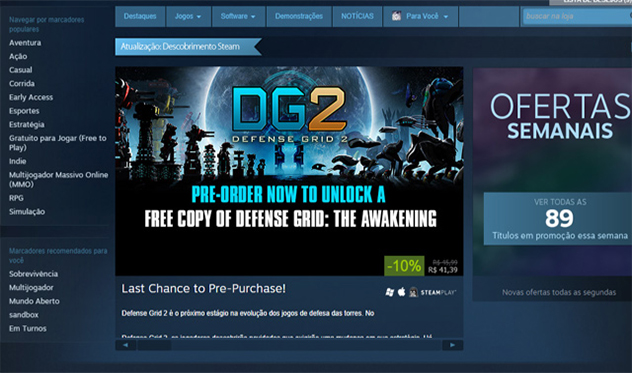 LISTA DE DESEJOS
Destaques
Jogos
Software
Demonstrações
NOTÍCIAS
Para Você
buscar na loja
Navegar por marcadores
populares
Aventura
Ação
Casual
Corrida
Early Access
Esportes
Estratégia
Gratuito para Jogar (Free to
Play)
Indie
Multijogador Massivo Online
(MMO)
RPG
Simulação
Marcadores recomendados para
você
Sobrevivência
Multijogador
Mundo Aberto
sandbox
Em Turnos
Atualização: Descobrimento Steam
DG2
DEFENSE GRID 2
PRE-ORDER NOW TO UNLOCK A
FREE COPY OF DEFENSE GRID: THE AWAKENING
-10%
R$ 45,99
R$ 41,39
Last Chance to Pre-Purchase!
STEAMPLAY
Defense Grid 2 é o próximo estágio na evolução dos jogos de defesa das torres. No
OFERTAS
SEMANAIS
VER TODAS AS
89
Títulos em promoção essa semana
Novas ofertas todas as segundas